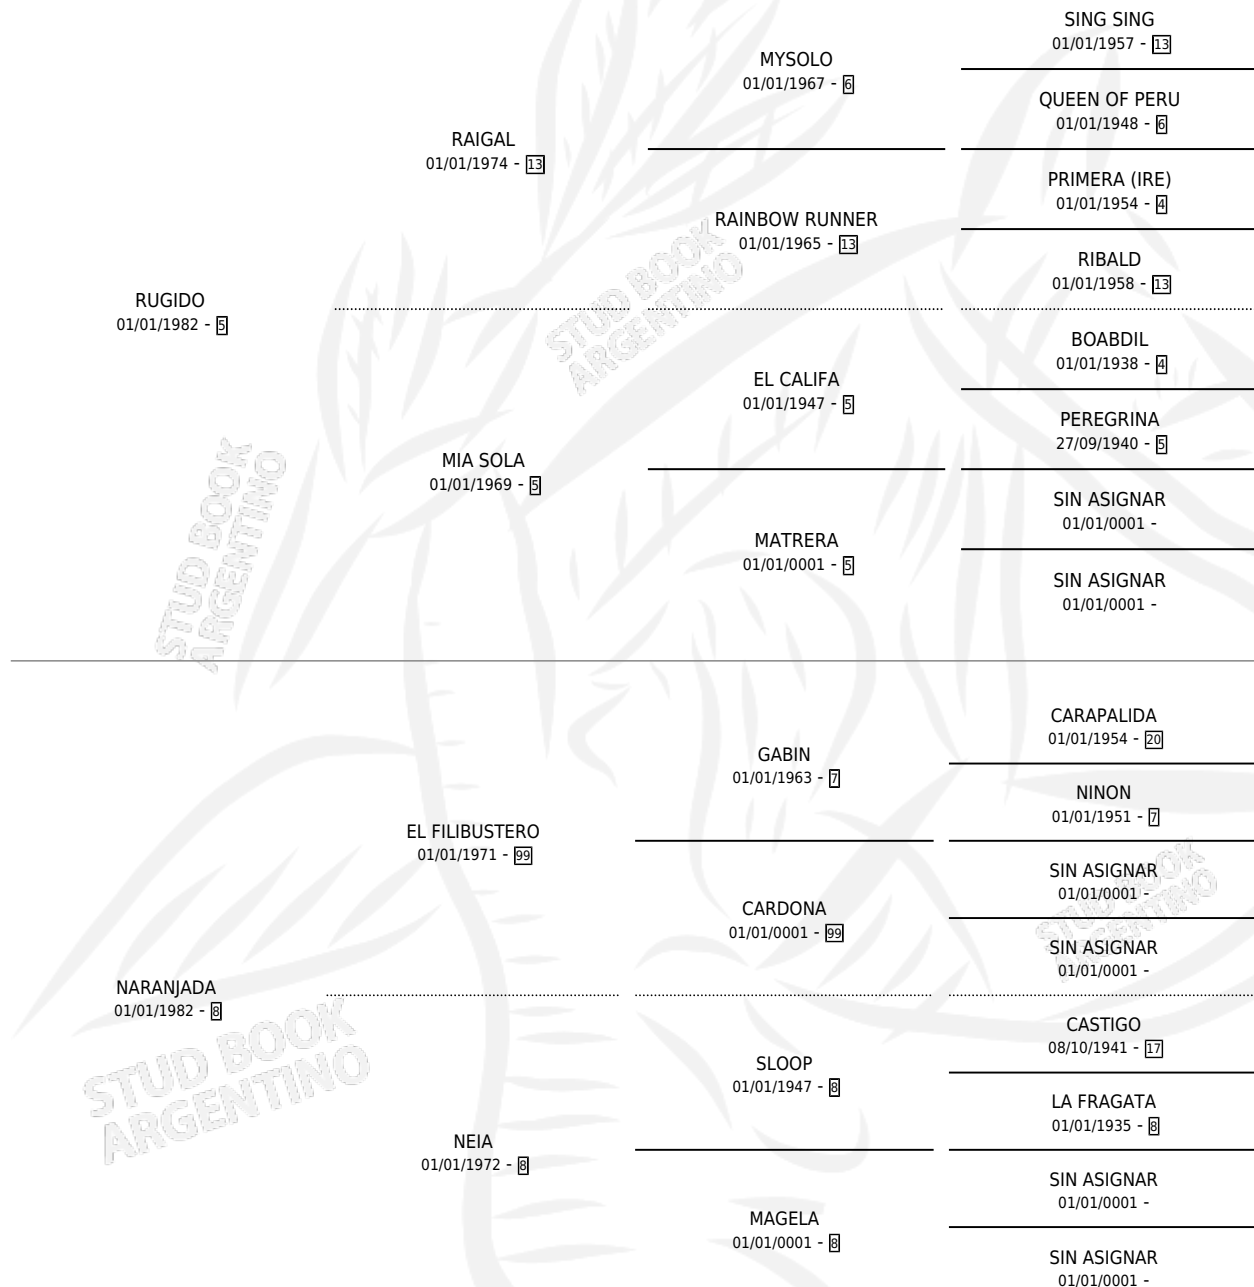 SING SING
01/01/1957 - 13
MYSOLO
01/01/1967 - 6
QUEEN OF PERU
01/01/1948 - 6
RAIGAL
01/01/1974 - 13
PRIMERA (IRE)
01/01/1954 - 4
RAINBOW RUNNER
01/01/1965 - 13
RIBALD
01/01/1958 - 13
RUGIDO
01/01/1982 - 5
STUD BOOK
ARGENTINO
BOABDIL
01/01/1938 - 4
EL CALIFA
01/01/1947 - 5
PEREGRINA
27/09/1940 - 5
MIA SOLA
01/01/1969 - 5
SIN ASIGNAR
01/01/0001 -
MATRERA
01/01/0001 - 5
SIN ASIGNAR
01/01/0001 -
STUD BOOK
ARGENTINO
CARAPALIDA
01/01/1954 - 20
GABIN
01/01/1963 - 7
NINON
01/01/1951 - 7
EL FILIBUSTERO
01/01/1971 - 99
SIN ASIGNAR
01/01/0001 -
CARDONA
01/01/0001 - 99
STUD BOOK
ARGENTINO
SIN ASIGNAR
01/01/0001 -
NARANJADA
01/01/1982 - 8
STUD BOOK
ARGENTINO
CASTIGO
08/10/1941 - 17
SLOOP
01/01/1947 - 8
LA FRAGATA
01/01/1935 - 8
NEIA
01/01/1972 - 8
SIN ASIGNAR
01/01/0001 -
MAGELA
01/01/0001 - 8
SIN ASIGNAR
01/01/0001 -